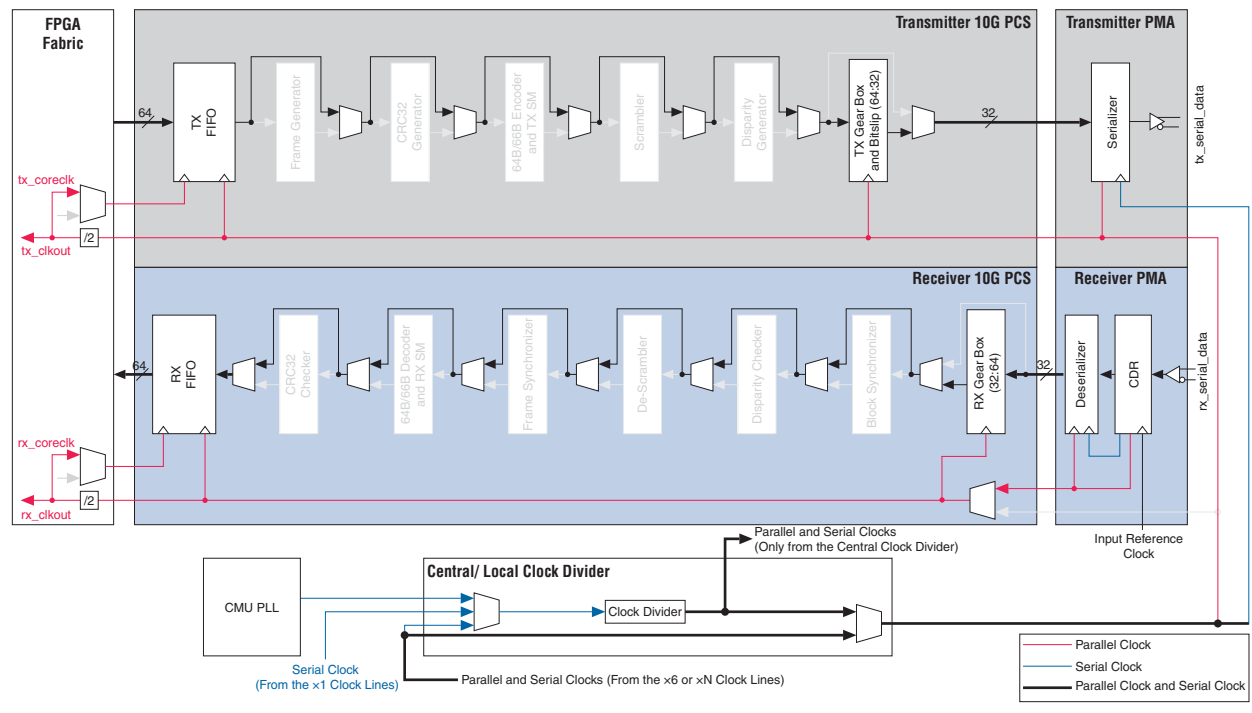 FPGA
Fabric
Transmitter 10G PCS
Transmitter PMA
64
TX
FIFO
Frame Generator
CRC32
Generator
64B/66B Encoder
and TX SM
Scrambler
Disparity
Generator
TX Gear Box
and Bitslip (64:32)
32
Serializer
tx_serial_data
tx_coreclk
/2
tx_clkout
Receiver 10G PCS
Receiver PMA
64
RX
FIFO
CRC32
Checker
64B/66B Decoder
and RX SM
Frame Synchronizer
De-Scrambler
Disparity Checker
Block Synchronizer
RX Gear Box
(32:64)
32
Deserializer
CDR
rx_serial_data
rx_coreclk
/2
rx_clkout
Input Reference
Clock
Parallel and Serial Clocks
(Only from the Central Clock Divider)
Central/ Local Clock Divider
CMU PLL
Clock Divider
Serial Clock
(From the ×1 Clock Lines)
Parallel and Serial Clocks (From the ×6 or ×N Clock Lines)
Parallel Clock
Serial Clock
Parallel Clock and Serial Clock